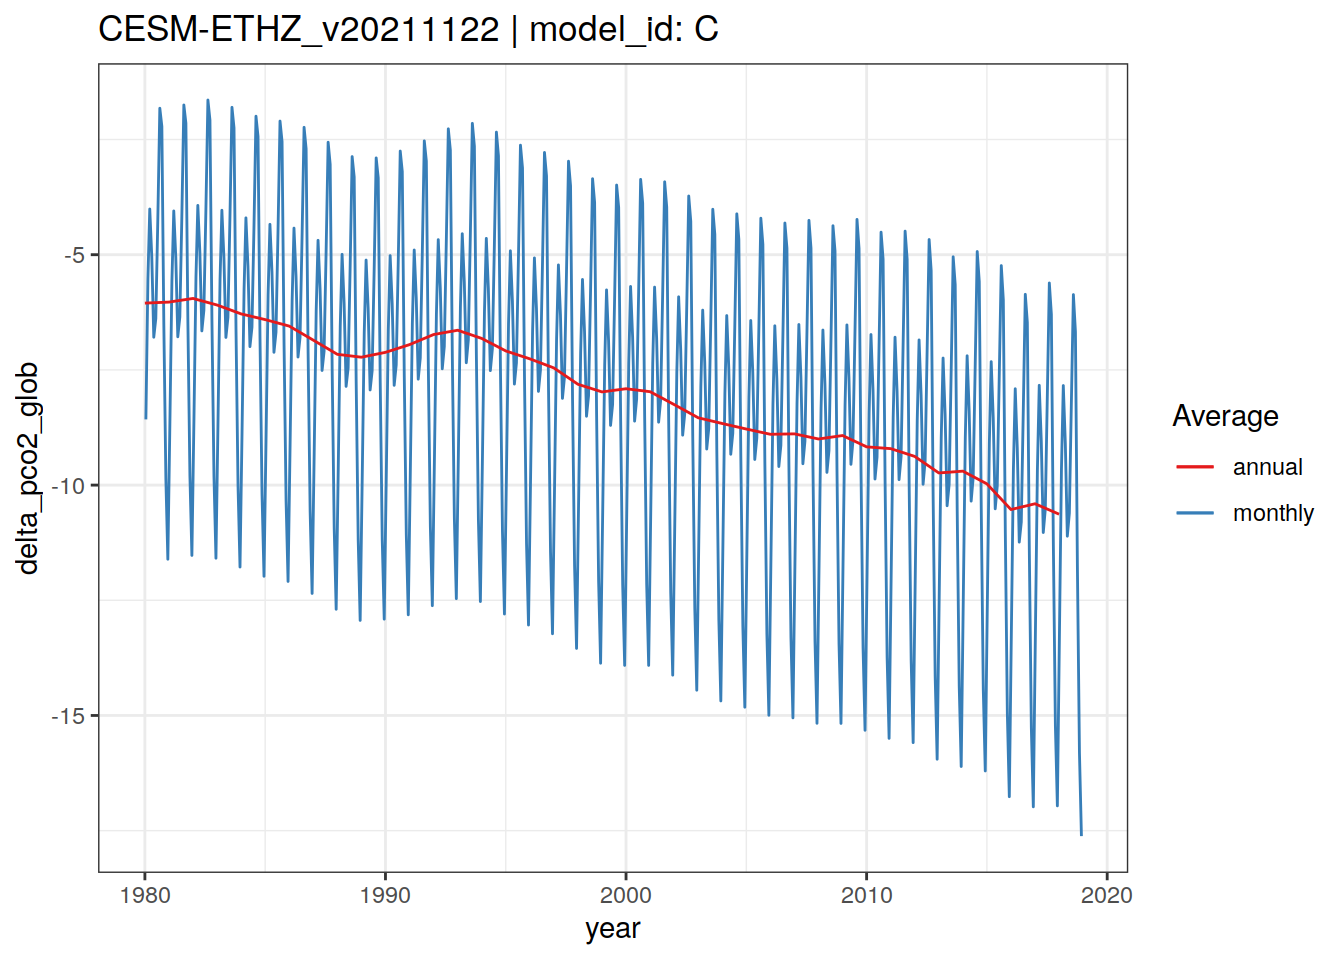 CESM-ETHZ_v20211122 | model_id: C
delta_pco2_glob
-5
-10
-15
1980
1990
2000
2010
2020
year
Average
annual
monthly